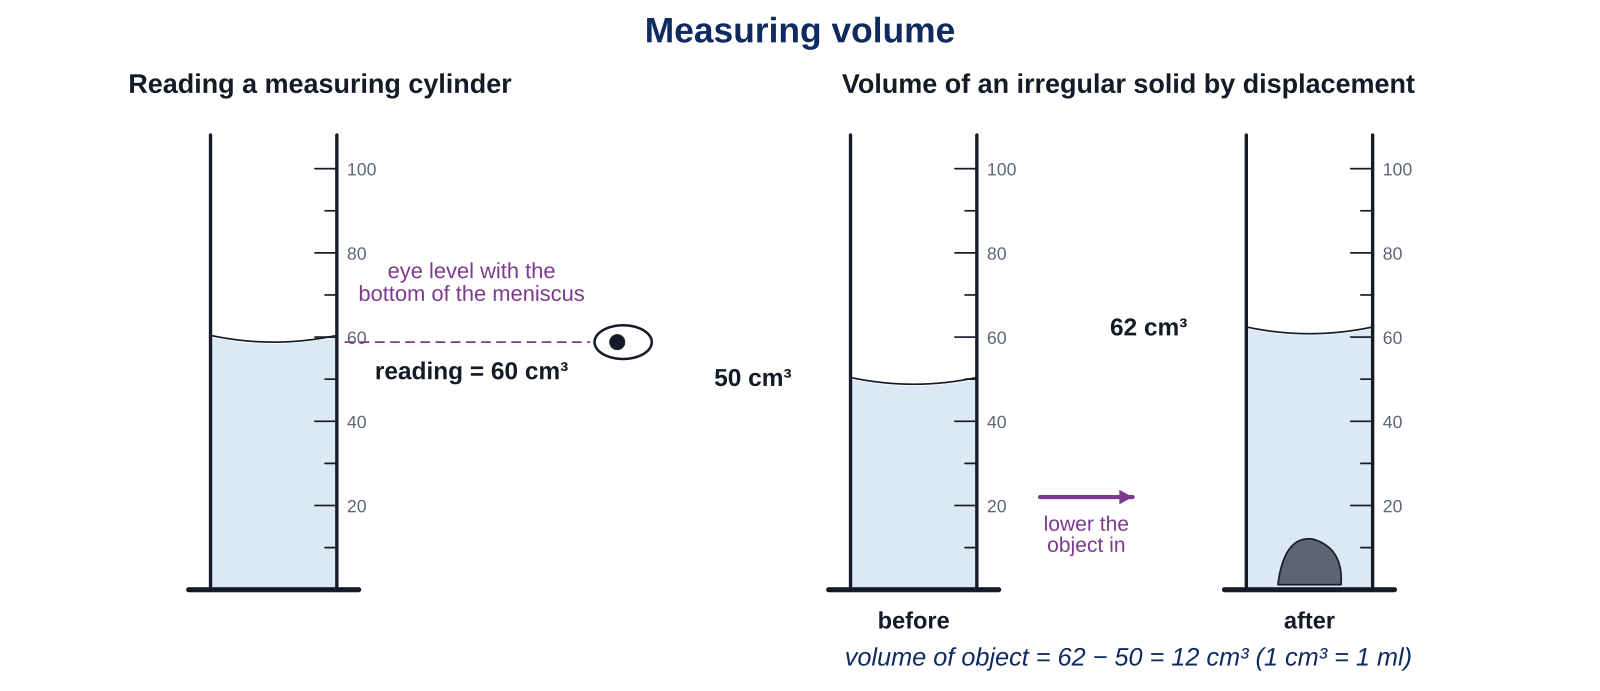 Measuring volume
Reading a measuring cylinder
100
80
60
40
20
eye level with the
bottom of the meniscus
reading = 60 cm³
Volume of an irregular solid by displacement
50 cm³
100
80
60
40
20
before
lower the
object in
62 cm³
100
80
60
40
20
after
volume of object = 62 − 50 = 12 cm³ (1 cm³ = 1 ml)